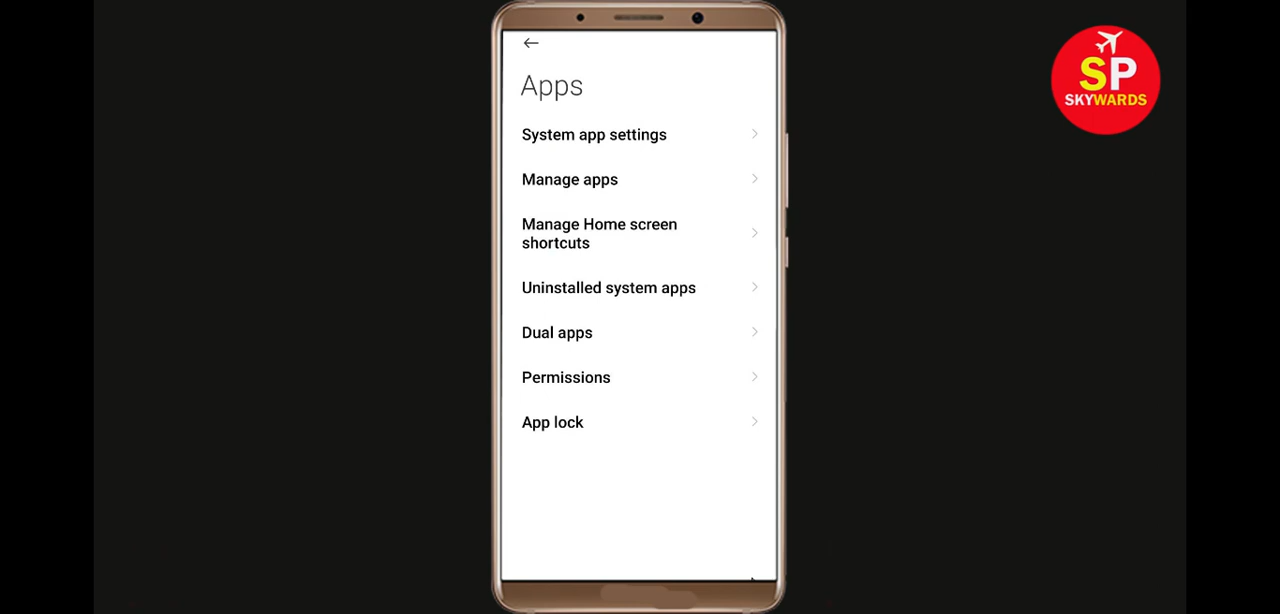 Apps
System app settings
Manage apps
Manage Home screen
shortcuts
Uninstalled system apps
Dual apps
Permissions
App lock
SP
SKYWARDS